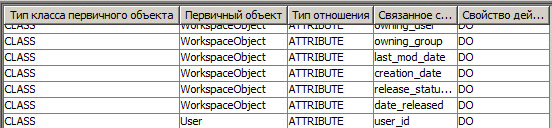 Тип класса первичного объекта Первичный объект Тип отношения Связанное с... Свойство дей...
CLASS WorkspaceObject ATTRIBUTE owning_user DO
CLASS WorkspaceObject ATTRIBUTE owning_group DO
CLASS WorkspaceObject ATTRIBUTE last_mod_date DO
CLASS WorkspaceObject ATTRIBUTE creation_date DO
CLASS WorkspaceObject ATTRIBUTE release_statu... DO
CLASS WorkspaceObject ATTRIBUTE date_released DO
CLASS User ATTRIBUTE user_id DO